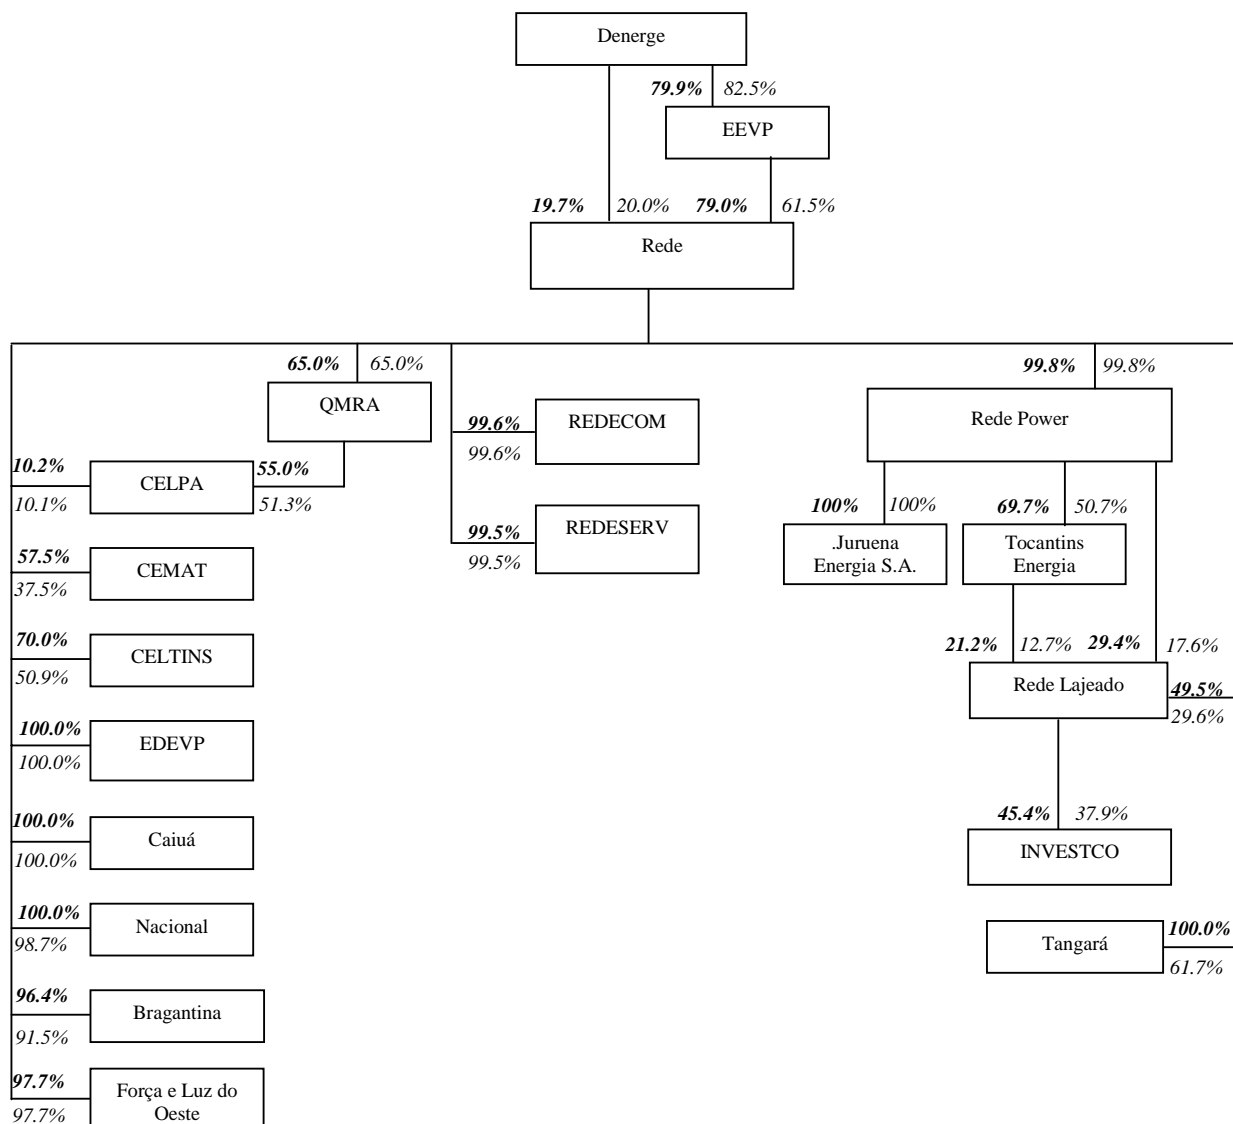 Denerge
79.9% 82.5%
EEVP
19.7% 20.0% 79.0% 61.5%
Rede
65.0% 65.0%
99.8% 99.8%
QMRA
Rede Power
99.6%
REDECOM
99.6%
10.2%
CELPA
55.0%
10.1%
51.3%
100% 100%
69.7% 50.7%
99.5%
REDESERV
99.5%
.Juruena
Energia S.A.
Tocantins
Energia
57.5%
CEMAT
37.5%
70.0%
CELTINS
50.9%
21.2% 12.7% 29.4% 17.6%
Rede Lajeado
49.5%
29.6%
100.0%
EDEVP
100.0%
45.4% 37.9%
INVESTCO
100.0%
Caiuá
100.0%
100.0%
Nacional
98.7%
Tangará
100.0%
61.7%
96.4%
Bragantina
91.5%
97.7%
Força e Luz do
Oeste
97.7%